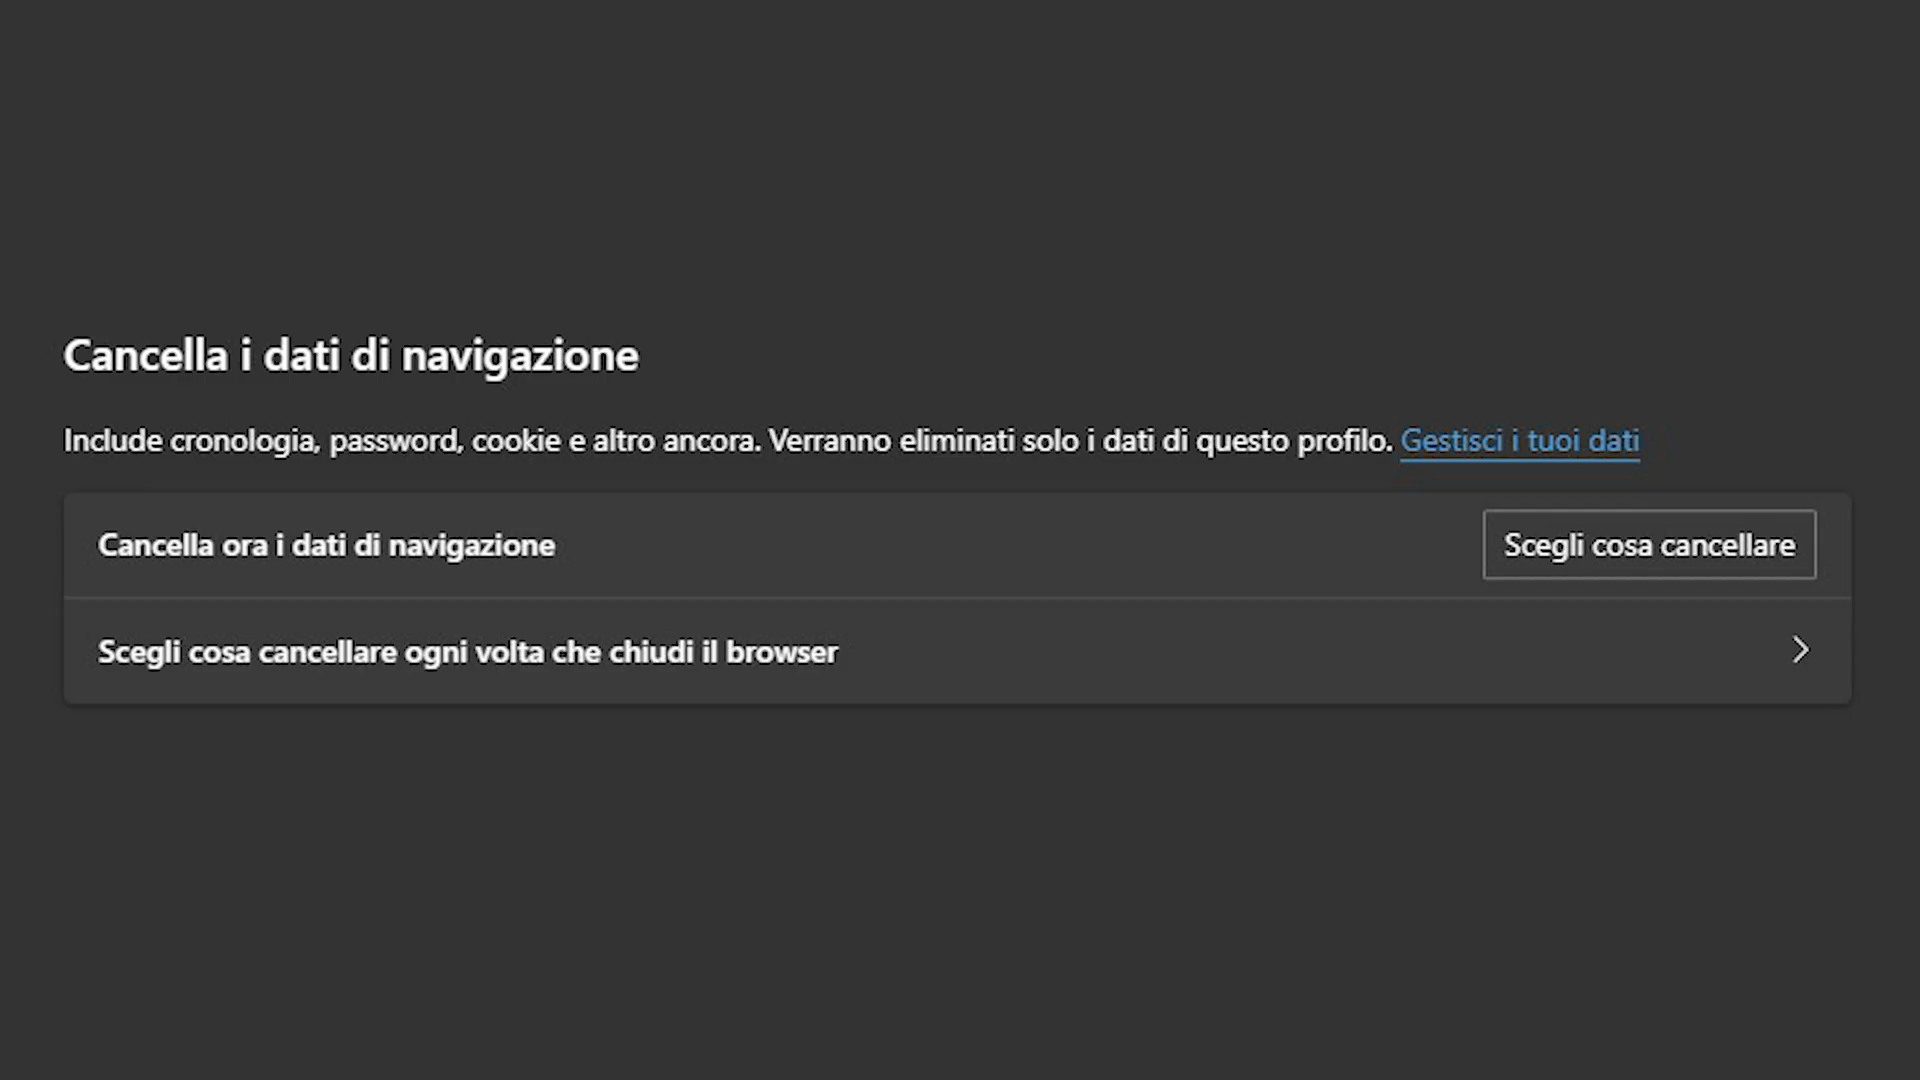 Cancella i dati di navigazione
Include cronologia, password, cookie e altro ancora. Verranno eliminati solo i dati di questo profilo. Gestisci i tuoi dati
Cancella ora i dati di navigazione
Scegli cosa cancellare
Scegli cosa cancellare ogni volta che chiudi il browser